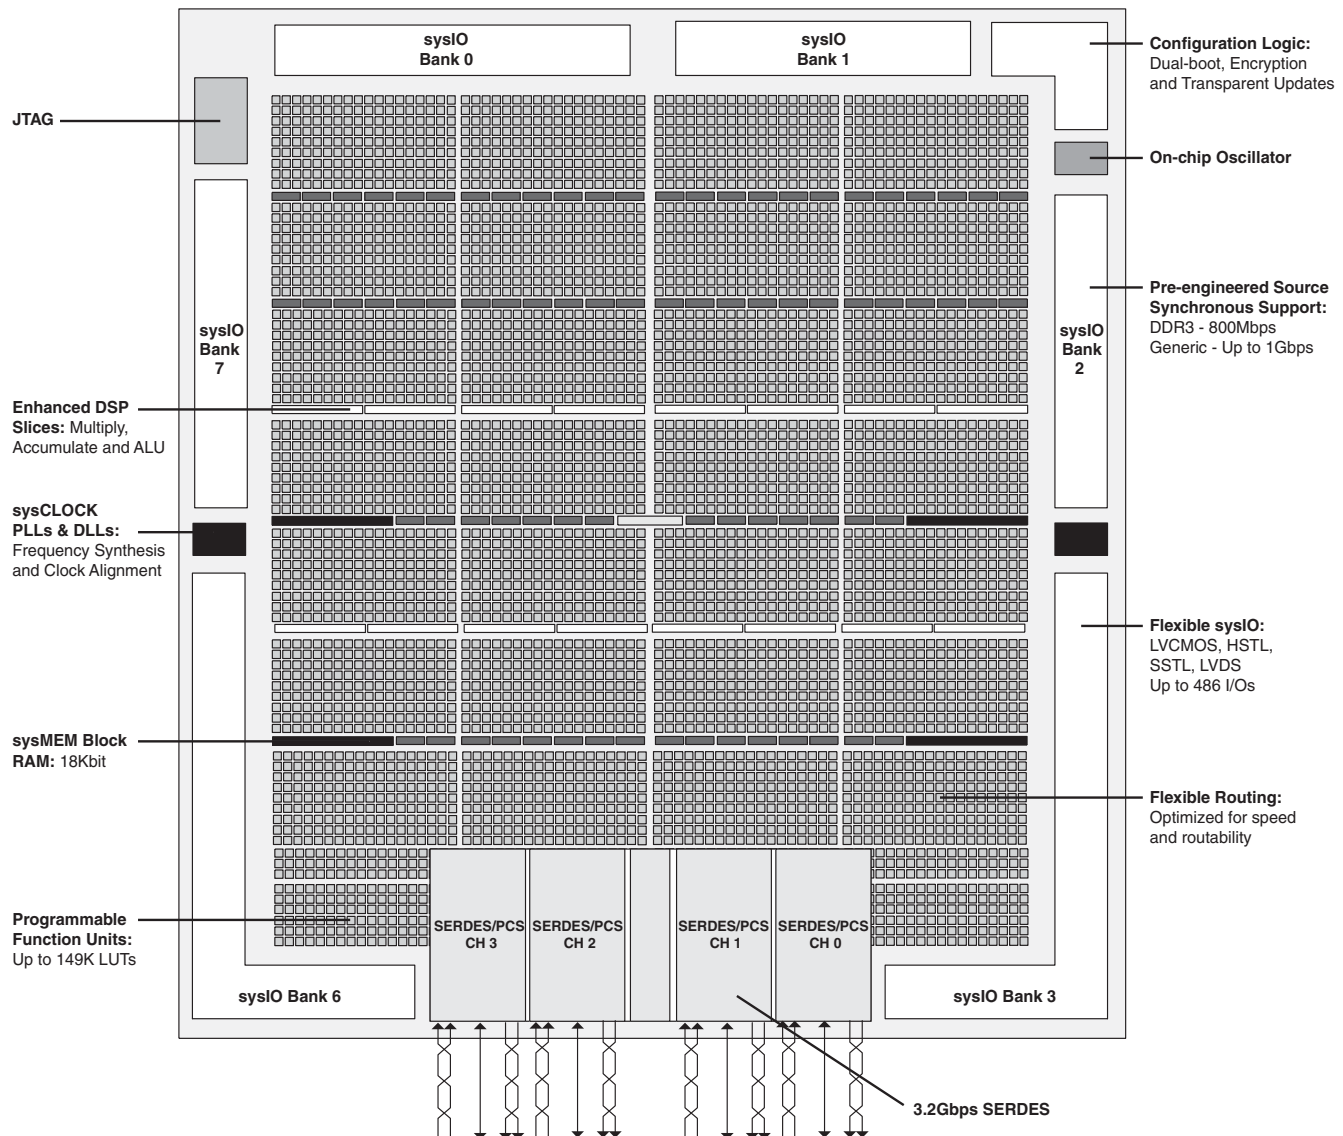 sysIO
Bank 0
sysIO
Bank 1
Configuration Logic:
Dual-boot, Encryption
and Transparent Updates
JTAG
On-chip Oscillator
Pre-engineered Source
Synchronous Support:
DDR3 - 800Mbps
Generic - Up to 1Gbps
sysIO
Bank
7
sysIO
Bank
2
Enhanced DSP
Slices: Multiply,
Accumulate and ALU
sysCLOCK
PLLs & DLLs:
Frequency Synthesis
and Clock Alignment
Flexible sysIO:
LVCMOS, HSTL,
SSTL, LVDS
Up to 486 I/Os
sysMEM Block
RAM: 18Kbit
Flexible Routing:
Optimized for speed
and routability
Programmable
Function Units:
Up to 149K LUTs
SERDES/PCS
CH 3
SERDES/PCS
CH 2
SERDES/PCS
CH 1
SERDES/PCS
CH 0
sysIO Bank 6
sysIO Bank 3
3.2Gbps SERDES